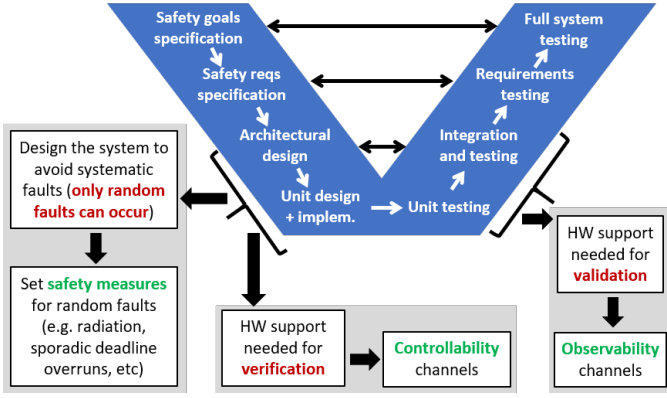 Safety goals
specification
Safety reqs
specification
Architectural
design
Unit design
+ implem.
Unit testing
Integration
and testing
Requirements
testing
Full system
testing
Design the system to
avoid systematic
faults (only random
faults can occur)
Set safety measures
for random faults
(e.g. radiation,
sporadic deadline
overruns, etc)
HW support
needed for
verification
Controllability
channels
HW support
needed for
validation
Observability
channels